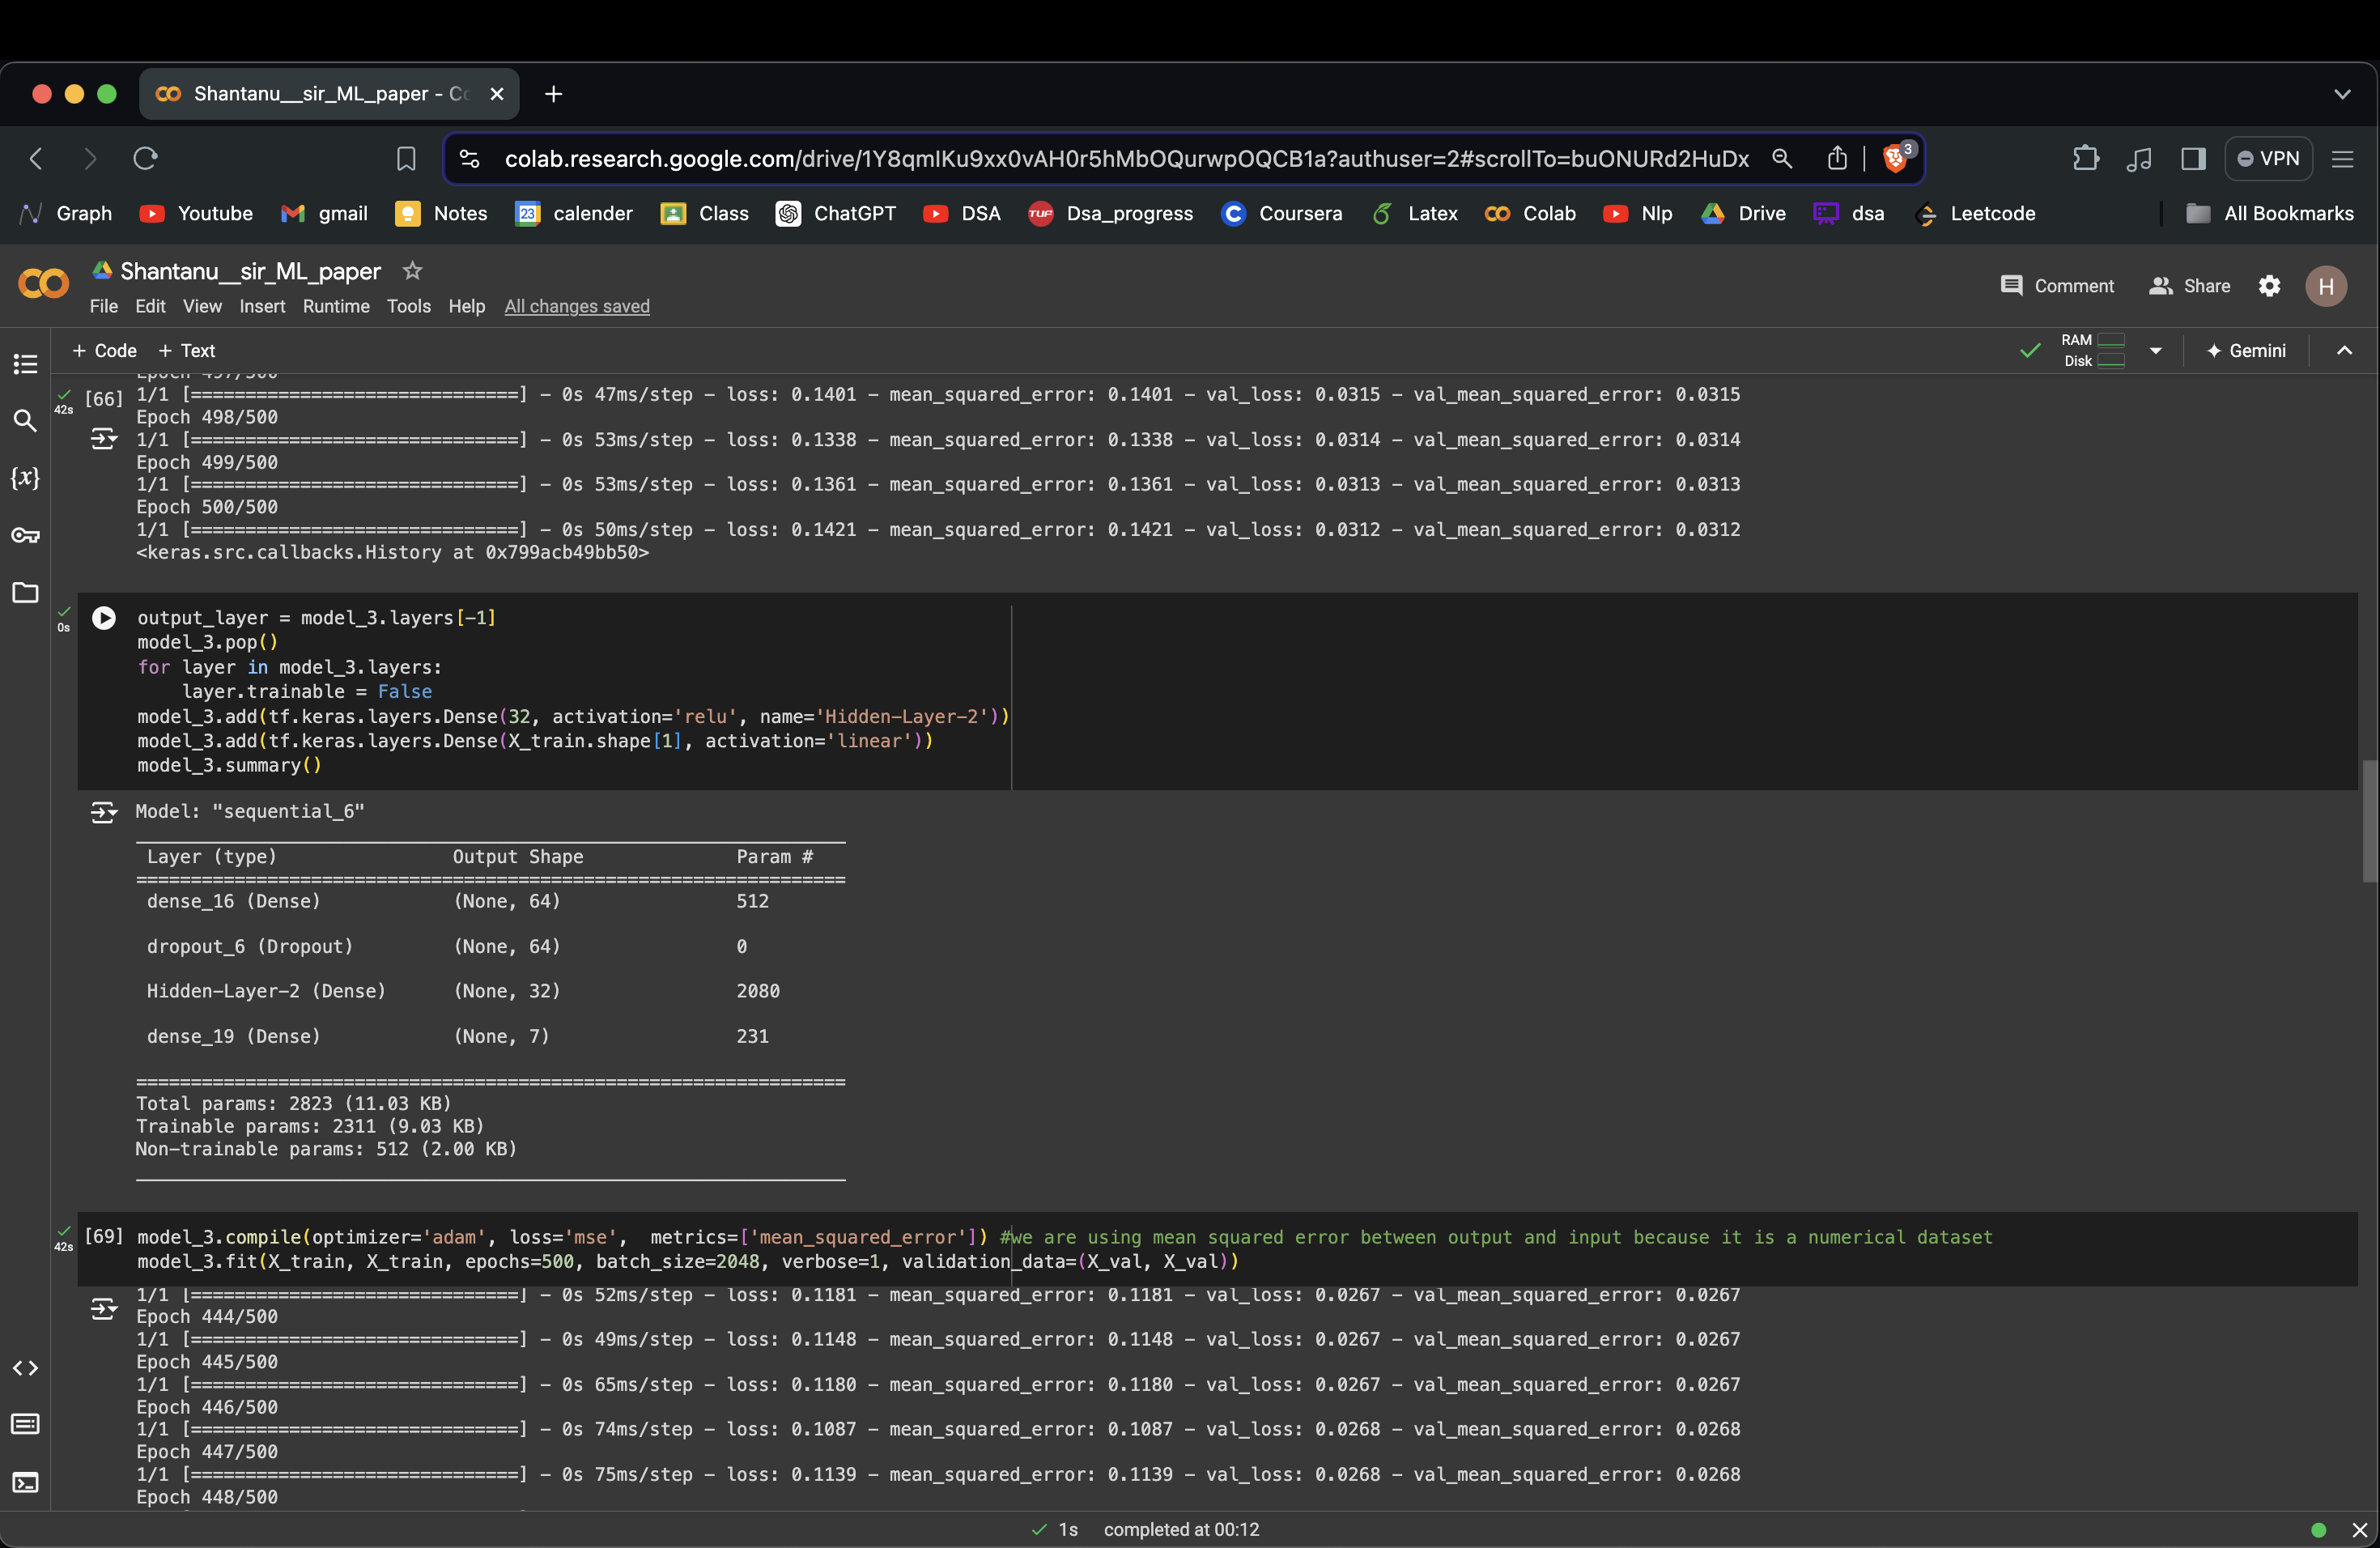 Shantanu__sir_ML_paper - Co
colab.research.google.com/drive/1Y8qmIKu9xx0vAH0r5hMbOQurwpOQCB1a?authuser=2#scrollTo=buONURd2HuDx
3
VPN
Graph Youtube gmail 23 calender Notes Class ChatGPT DSA TUF Dsa_progress Coursera Latex Colab Nlp Drive dsa Leetcode All Bookmarks
Shantanu__sir_ML_paper
Comment Share H
File Edit View Insert Runtime Tools Help All changes saved
+ Code + Text
RAM
Disk
Gemini
Epoch 497/500
42s [66] 1/1 [==============================] - 0s 47ms/step - loss: 0.1401 - mean_squared_error: 0.1401 - val_loss: 0.0315 - val_mean_squared_error: 0.0315
Epoch 498/500
1/1 [==============================] - 0s 53ms/step - loss: 0.1338 - mean_squared_error: 0.1338 - val_loss: 0.0314 - val_mean_squared_error: 0.0314
Epoch 499/500
1/1 [==============================] - 0s 53ms/step - loss: 0.1361 - mean_squared_error: 0.1361 - val_loss: 0.0313 - val_mean_squared_error: 0.0313
Epoch 500/500
1/1 [==============================] - 0s 50ms/step - loss: 0.1421 - mean_squared_error: 0.1421 - val_loss: 0.0312 - val_mean_squared_error: 0.0312
<keras.src.callbacks.History at 0x799acb49bb50>
0s
output_layer = model_3.layers[-1]
model_3.pop()
for layer in model_3.layers:
    layer.trainable = False
model_3.add(tf.keras.layers.Dense(32, activation='relu', name='Hidden-Layer-2'))
model_3.add(tf.keras.layers.Dense(X_train.shape[1], activation='linear'))
model_3.summary()
Model: "sequential_6"
Layer (type) Output Shape Param #
=================================================================
dense_16 (Dense) (None, 64) 512
dropout_6 (Dropout) (None, 64) 0
Hidden-Layer-2 (Dense) (None, 32) 2080
dense_19 (Dense) (None, 7) 231
=================================================================
Total params: 2823 (11.03 KB)
Trainable params: 2311 (9.03 KB)
Non-trainable params: 512 (2.00 KB)
42s [69] model_3.compile(optimizer='adam', loss='mse',  metrics=['mean_squared_error']) #we are using mean squared error between output and input because it is a numerical dataset
model_3.fit(X_train, X_train, epochs=500, batch_size=2048, verbose=1, validation_data=(X_val, X_val))
1/1 [==============================] - 0s 52ms/step - loss: 0.1181 - mean_squared_error: 0.1181 - val_loss: 0.0267 - val_mean_squared_error: 0.0267
Epoch 444/500
1/1 [==============================] - 0s 49ms/step - loss: 0.1148 - mean_squared_error: 0.1148 - val_loss: 0.0267 - val_mean_squared_error: 0.0267
Epoch 445/500
1/1 [==============================] - 0s 65ms/step - loss: 0.1180 - mean_squared_error: 0.1180 - val_loss: 0.0267 - val_mean_squared_error: 0.0267
Epoch 446/500
1/1 [==============================] - 0s 74ms/step - loss: 0.1087 - mean_squared_error: 0.1087 - val_loss: 0.0268 - val_mean_squared_error: 0.0268
Epoch 447/500
1/1 [==============================] - 0s 75ms/step - loss: 0.1139 - mean_squared_error: 0.1139 - val_loss: 0.0268 - val_mean_squared_error: 0.0268
Epoch 448/500
1s completed at 00:12